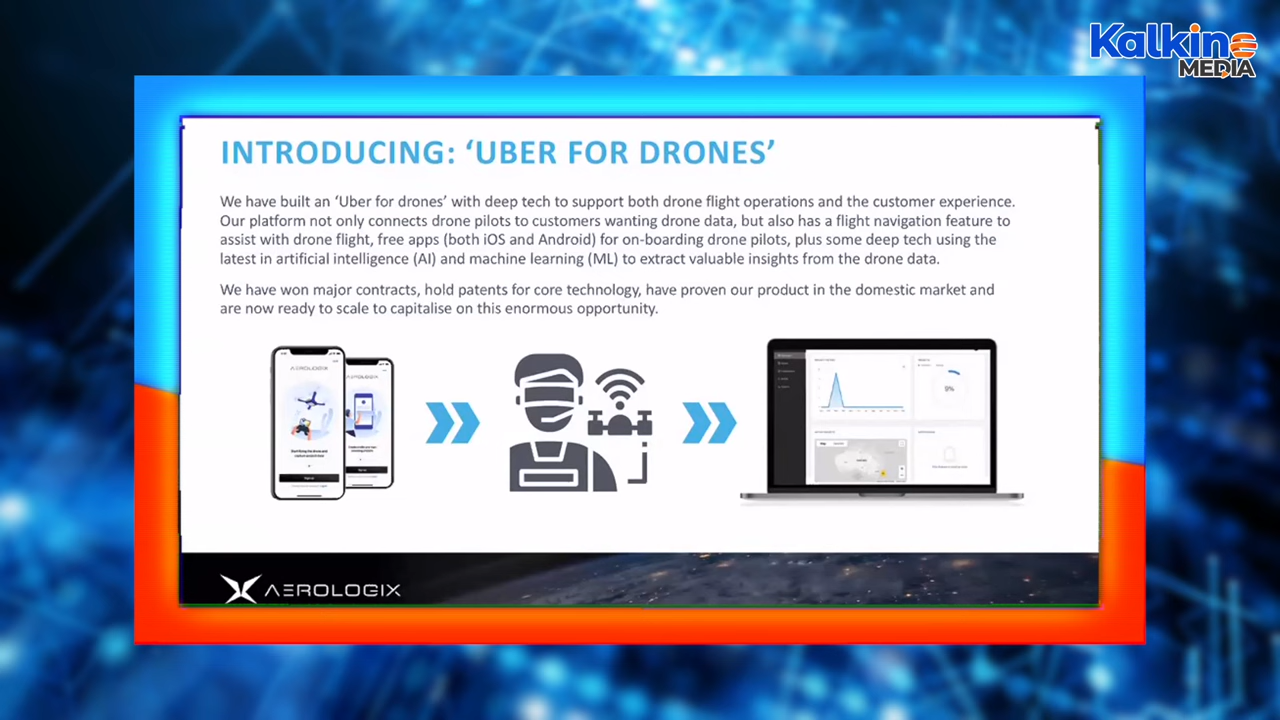 Kalkine
MEDIA
INTRODUCING: ‘UBER FOR DRONES’
We have built an ‘Uber for drones’ with deep tech to support both drone flight operations and the customer experience.
Our platform not only connects drone pilots to customers wanting drone data, but also has a flight navigation feature to
assist with drone flight, free apps (both iOS and Android) for on-boarding drone pilots, plus some deep tech using the
latest in artificial intelligence (AI) and machine learning (ML) to extract valuable insights from the drone data.
We have won major contracts, hold patents for core technology, have proven our product in the domestic market and
are now ready to scale to capitalise on this enormous opportunity.
AEROLOGIX
AEROLOGIX
9%
AEROLOGIX